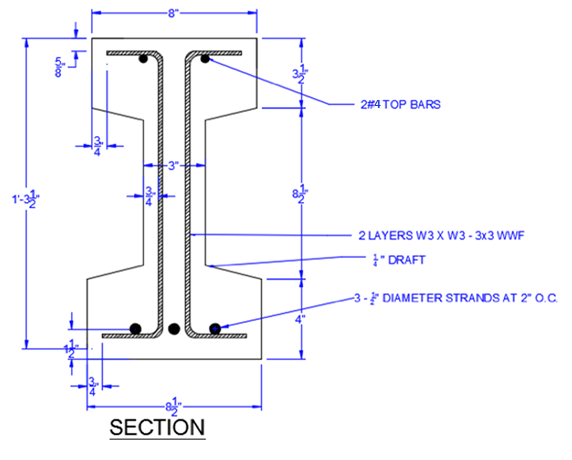 8"
5/8"
3 1/2"
2#4 TOP BARS
3/4"
3"
3/4"
1'-3 1/2"
8 1/2"
2 LAYERS W3 X W3 - 3x3 WWF
1/4" DRAFT
3 - 1/2" DIAMETER STRANDS AT 2" O.C.
4"
1 1/2"
3/4"
8 1/2"
SECTION